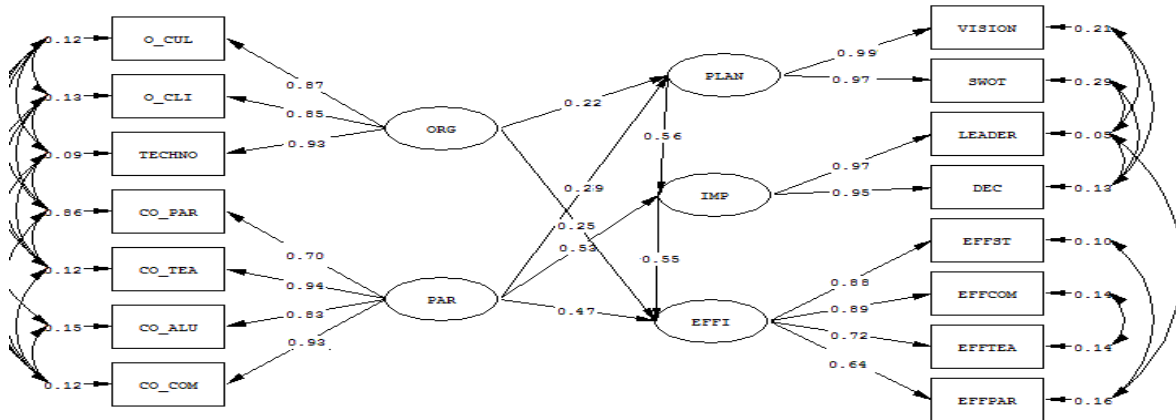 0.12 O_CUL
0.13 O_CLI
0.09 TECHNO
0.86 CO_PAR
0.12 CO_TEA
0.15 CO_ALU
0.12 CO_COM
0.87
0.85
0.93
0.70
0.94
0.83
0.93
ORG
PAR
0.22
0.29
0.25
0.53
0.47
PLAN
0.56
IMP
0.55
EFFI
0.99
0.97
0.97
0.95
0.88
0.89
0.72
0.64
VISION 0.21
SWOT 0.29
LEADER 0.05
DEC 0.13
EFFST 0.10
EFFCOM 0.14
EFFTEA 0.14
EFFPAR 0.16